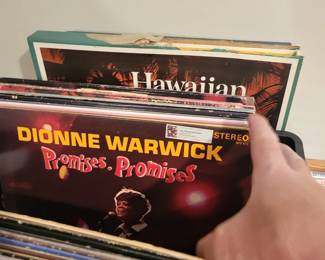 Hawaiian
DIONNE WARWICK
STEREO
Promises, Promises